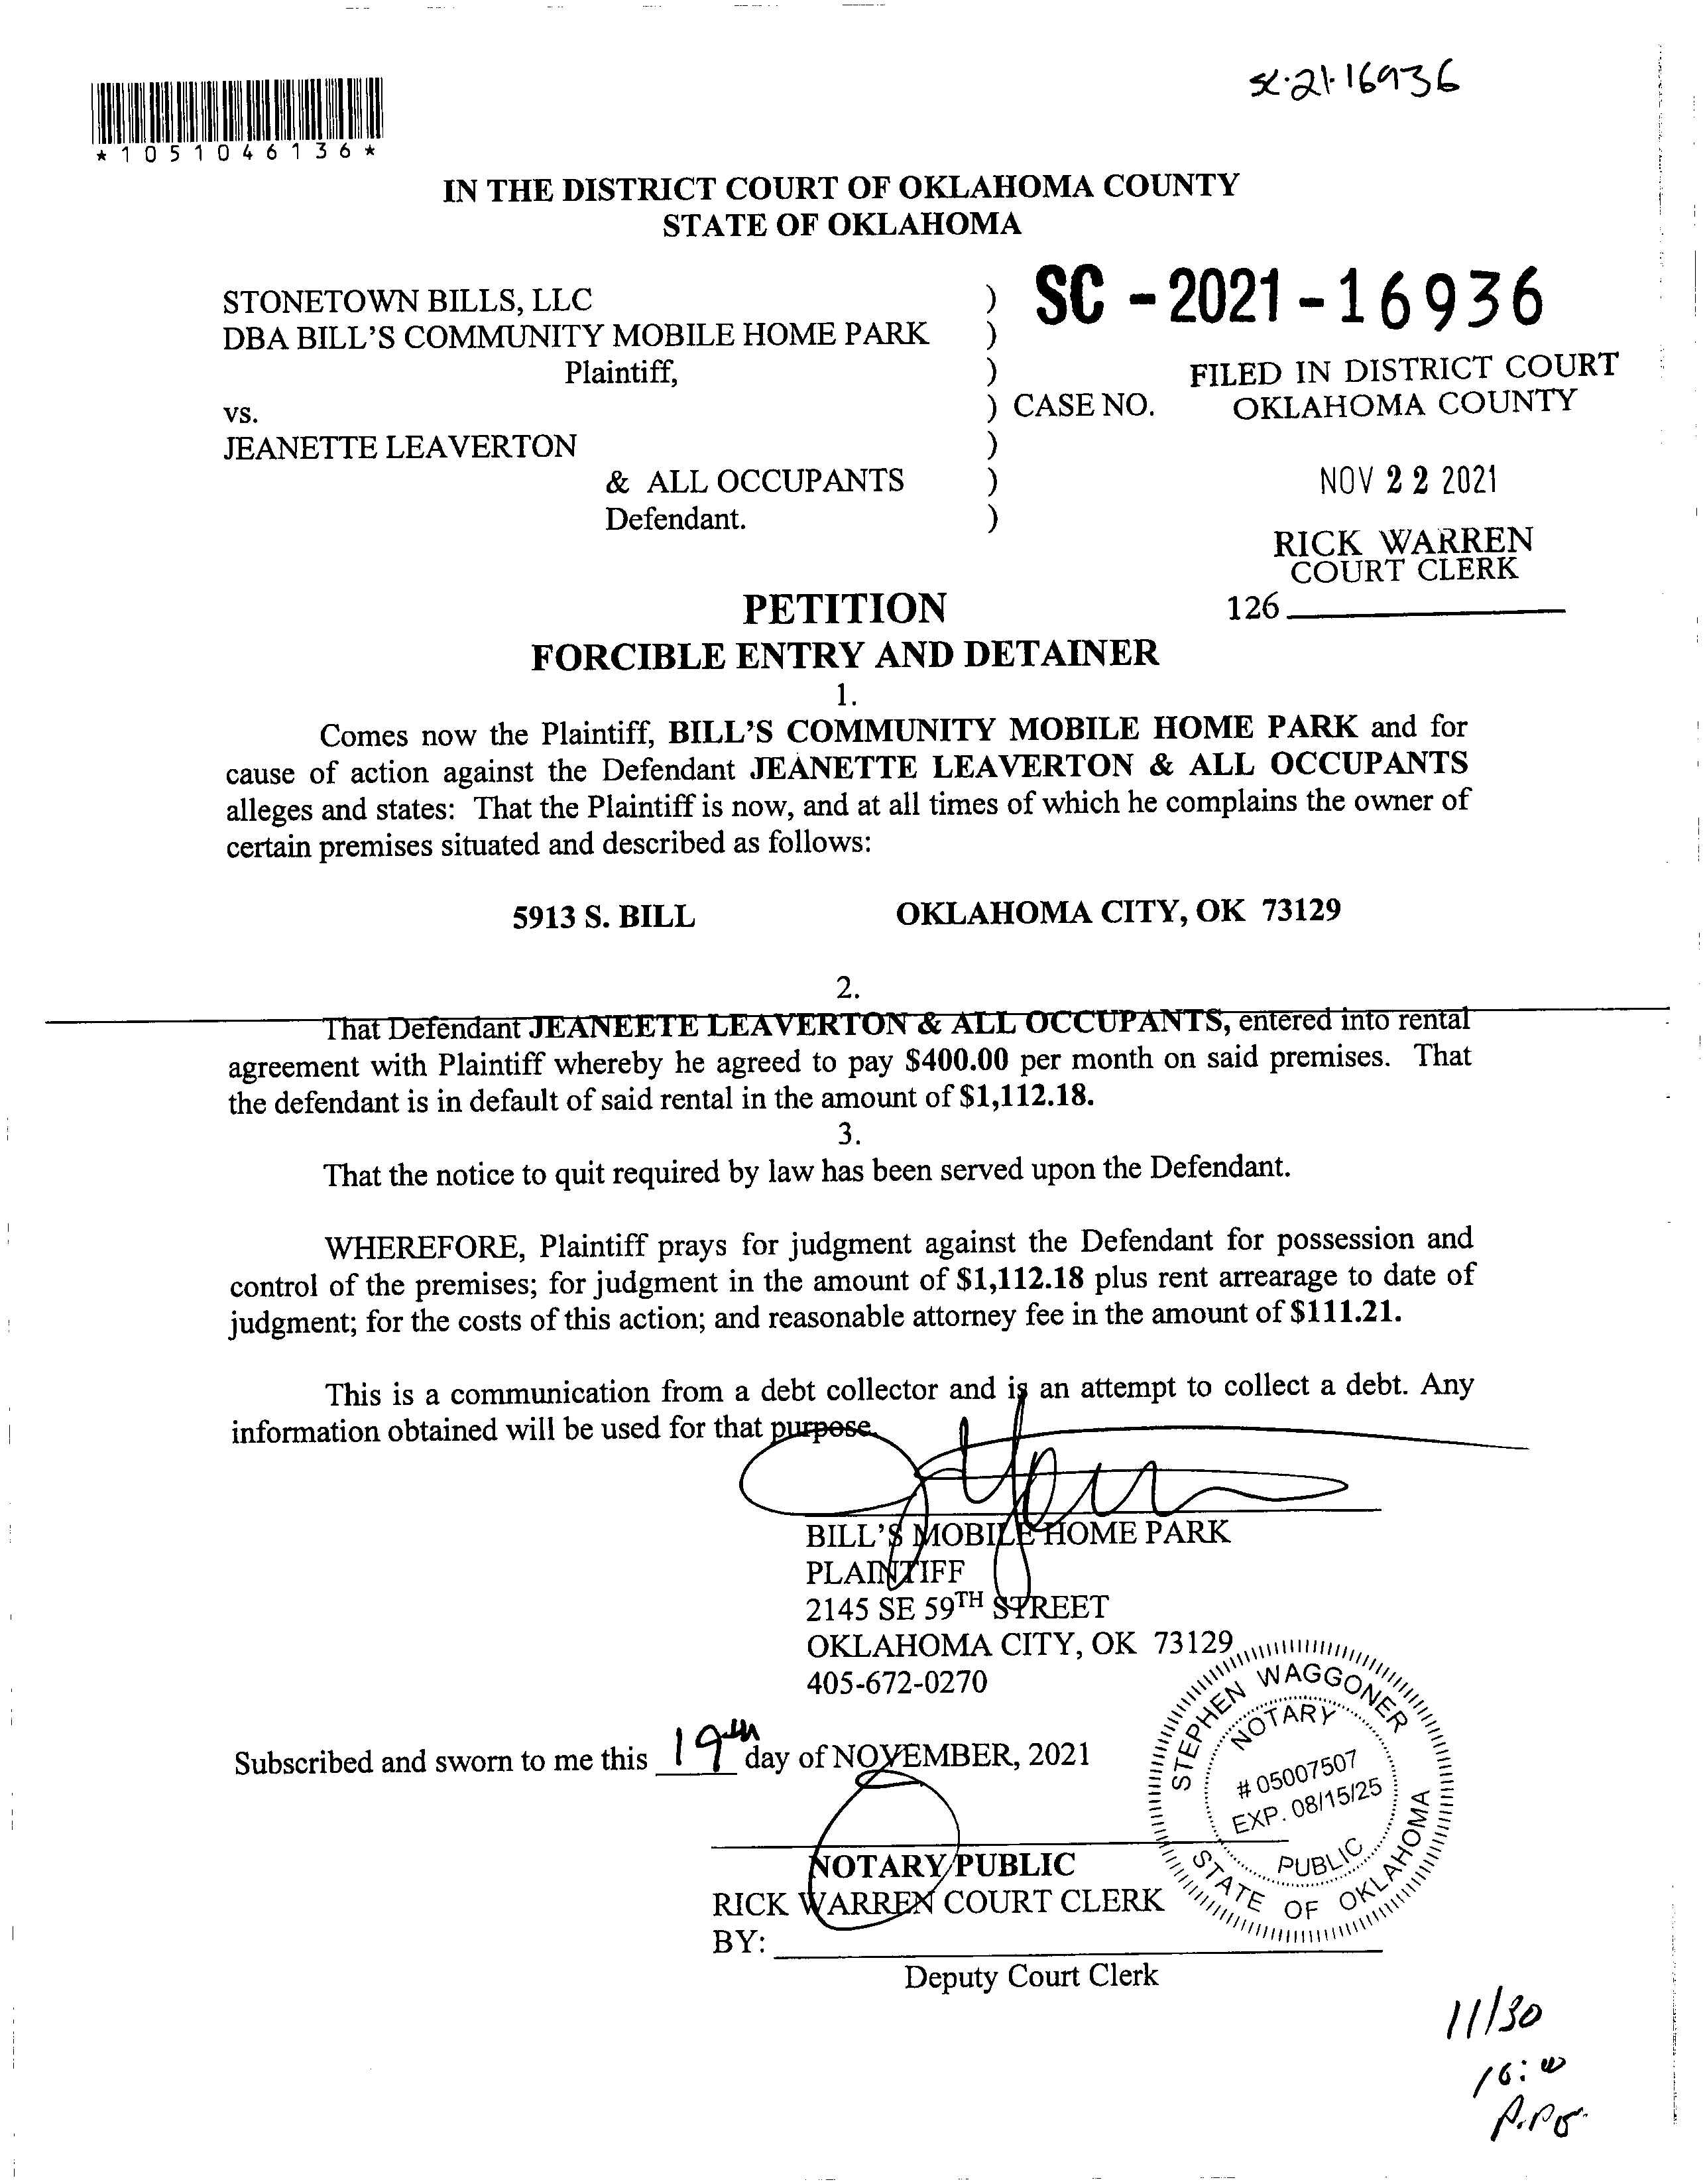 sc-21-16936
*1051046136*
IN THE DISTRICT COURT OF OKLAHOMA COUNTY
STATE OF OKLAHOMA
STONETOWN BILLS, LLC )
DBA BILL'S COMMUNITY MOBILE HOME PARK )
Plaintiff, )
vs. ) CASE NO.
JEANETTE LEAVERTON )
& ALL OCCUPANTS )
Defendant. )
SC - 2021 - 16936
FILED IN DISTRICT COURT
OKLAHOMA COUNTY
NOV 22 2021
RICK WARREN
COURT CLERK
126
PETITION
FORCIBLE ENTRY AND DETAINER
1.
Comes now the Plaintiff, BILL'S COMMUNITY MOBILE HOME PARK and for
cause of action against the Defendant JEANETTE LEAVERTON & ALL OCCUPANTS
alleges and states: That the Plaintiff is now, and at all times of which he complains the owner of
certain premises situated and described as follows:
5913 S. BILL OKLAHOMA CITY, OK 73129
2.
That Defendant JEANEETE LEAVERTON & ALL OCCUPANTS, entered into rental
agreement with Plaintiff whereby he agreed to pay $400.00 per month on said premises. That
the defendant is in default of said rental in the amount of $1,112.18.
3.
That the notice to quit required by law has been served upon the Defendant.
WHEREFORE, Plaintiff prays for judgment against the Defendant for possession and
control of the premises; for judgment in the amount of $1,112.18 plus rent arrearage to date of
judgment; for the costs of this action; and reasonable attorney fee in the amount of $111.21.
This is a communication from a debt collector and is an attempt to collect a debt. Any
information obtained will be used for that purpose.
BILL'S MOBILE HOME PARK
PLAINTIFF
2145 SE 59TH STREET
OKLAHOMA CITY, OK 73129
405-672-0270
Subscribed and sworn to me this 19th day of NOVEMBER, 2021
STEPHEN WAGGONER
NOTARY
# 05007507
EXP. 08/15/25
PUBLIC
STATE OF OKLAHOMA
NOTARY PUBLIC
RICK WARREN COURT CLERK
BY:
Deputy Court Clerk
11/30